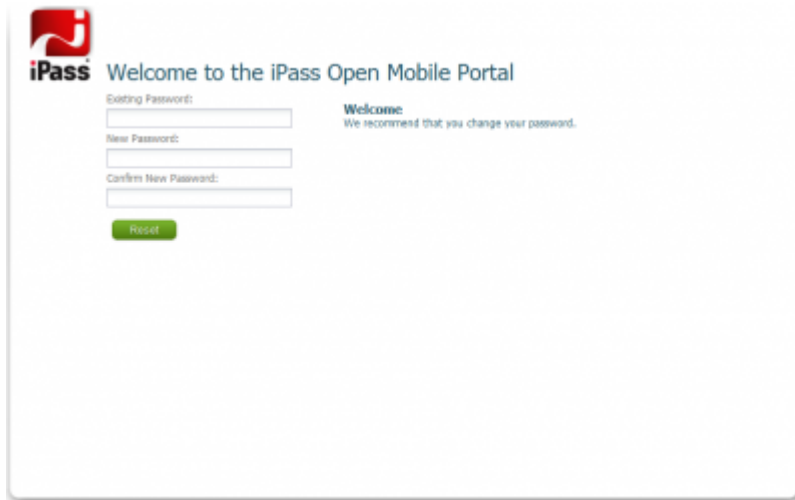 iPass
Welcome to the iPass Open Mobile Portal
Existing Password:
Welcome
We recommend that you change your password.
New Password:
Confirm New Password:
Reset